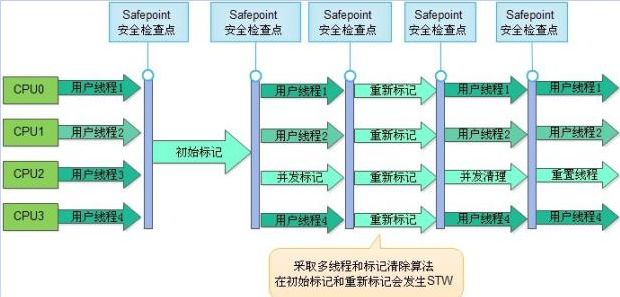 Safepoint
安全检查点
Safepoint
安全检查点
Safepoint
安全检查点
Safepoint
安全检查点
Safepoint
安全检查点
CPU0
用户线程1
用户线程1
重新标记
用户线程1
用户线程1
CPU1
用户线程2
用户线程2
重新标记
用户线程2
用户线程2
初始标记
CPU2
用户线程3
并发标记
重新标记
并发清理
重置线程
CPU3
用户线程4
用户线程4
重新标记
用户线程4
用户线程4
采取多线程和标记清除算法
在初始标记和重新标记会发生STW